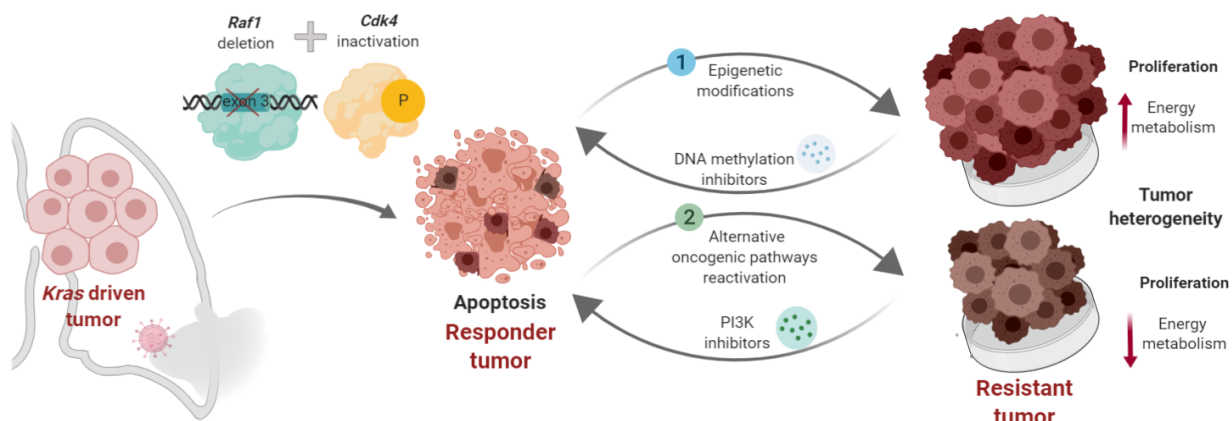 Raf1
deletion
Cdk4
inactivation
exon 3
P
Kras driven
tumor
Apoptosis
Responder
tumor
1
Epigenetic
modifications
DNA methylation
inhibitors
2
Alternative
oncogenic pathways
reactivation
PI3K
inhibitors
Proliferation
Energy
metabolism
Tumor
heterogeneity
Proliferation
Energy
metabolism
Resistant
tumor